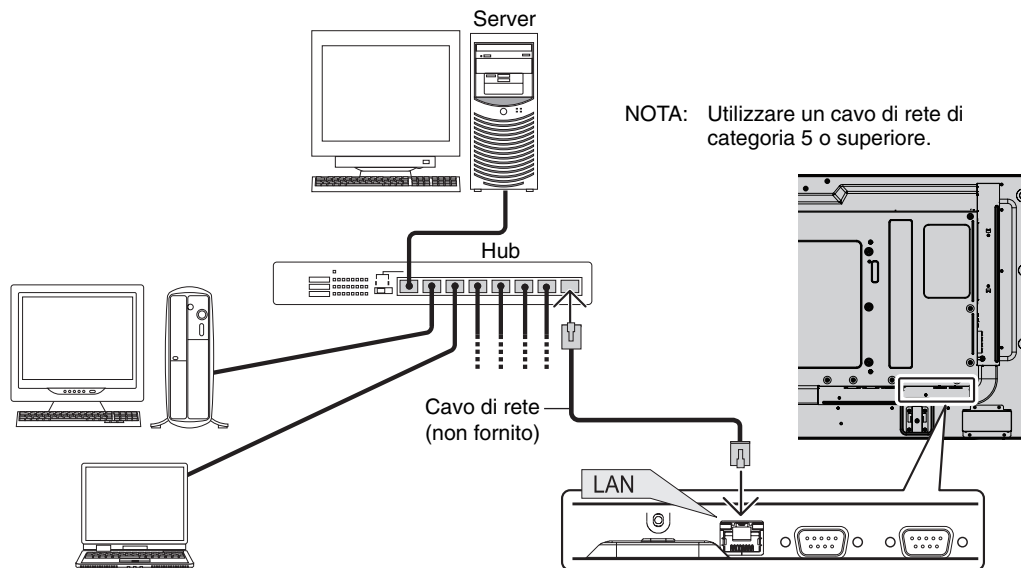 Server
NOTA: Utilizzare un cavo di rete di
categoria 5 o superiore.
Hub
Cavo di rete
(non fornito)
LAN